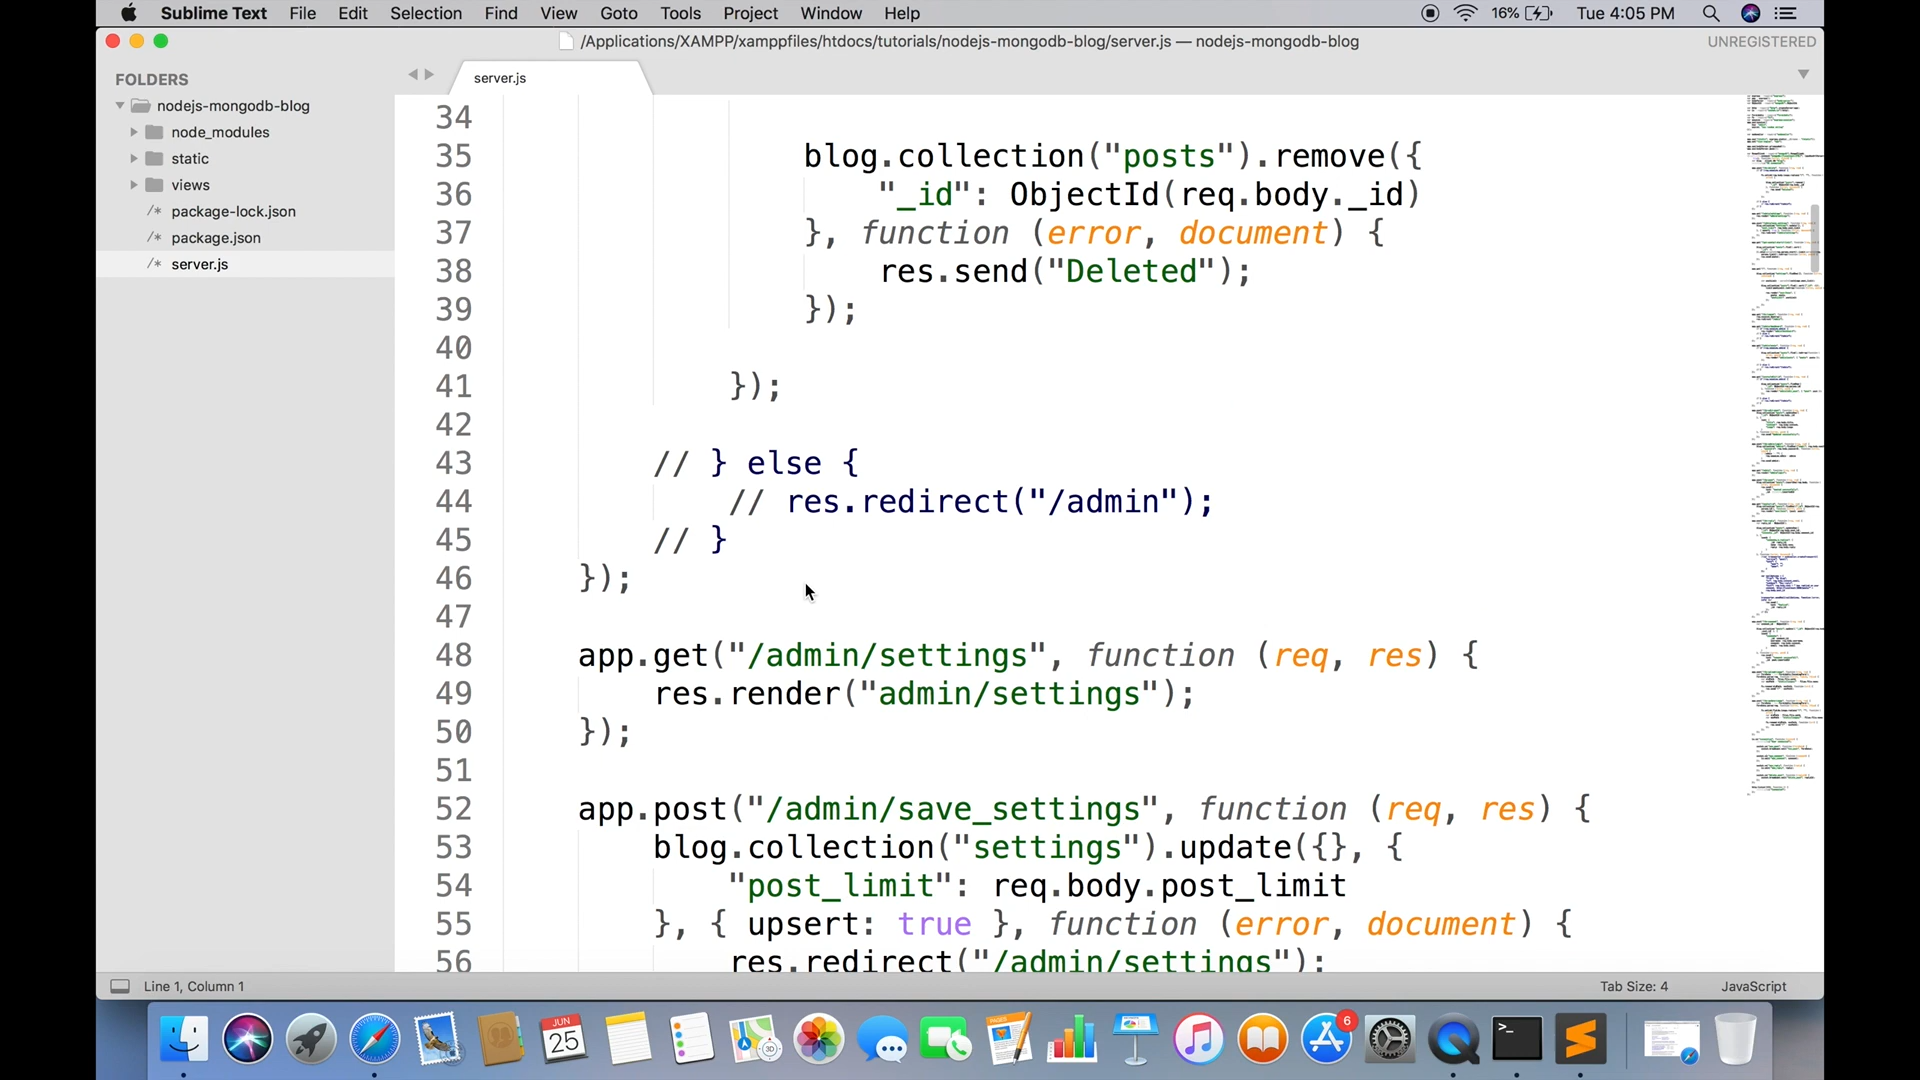 Sublime Text File Edit Selection Find View Goto Tools Project Window Help 16% Tue 4:05 PM
/Applications/XAMPP/xamppfiles/htdocs/tutorials/nodejs-mongodb-blog/server.js — nodejs-mongodb-blog UNREGISTERED
FOLDERS
nodejs-mongodb-blog
node_modules
static
views
/* package-lock.json
/* package.json
/* server.js
server.js
34
35 blog.collection("posts").remove({
36 "_id": ObjectId(req.body._id)
37 }, function (error, document) {
38 res.send("Deleted");
39 });
40
41 });
42
43 // } else {
44 // res.redirect("/admin");
45 // }
46 });
47
48 app.get("/admin/settings", function (req, res) {
49 res.render("admin/settings");
50 });
51
52 app.post("/admin/save_settings", function (req, res) {
53 blog.collection("settings").update({}, {
54 "post_limit": req.body.post_limit
55 }, { upsert: true }, function (error, document) {
56 res.redirect("/admin/settings");
Line 1, Column 1 Tab Size: 4 JavaScript
JUN
25
3D
PAGES
6
>_